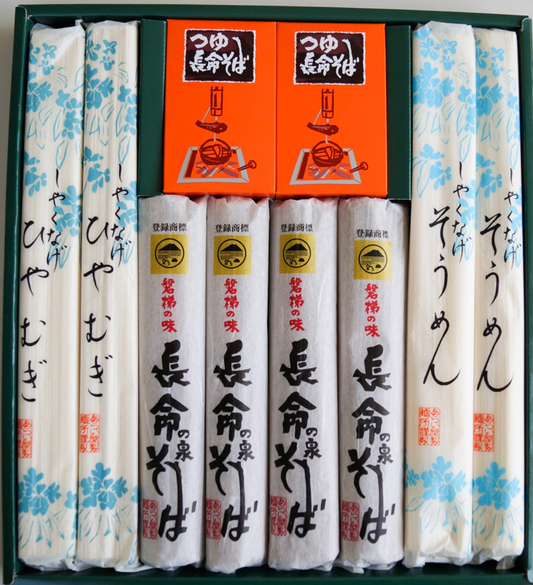 つゆ
長命そば
つゆ
長命そば
しゃくなげ
ひやむぎ
しゃくなげ
ひやむぎ
登録商標
磐梯の味
長命の泉そば
登録商標
磐梯の味
長命の泉そば
登録商標
磐梯の味
長命の泉そば
登録商標
磐梯の味
長命の泉そば
しゃくなげ
そうめん
しゃくなげ
そうめん